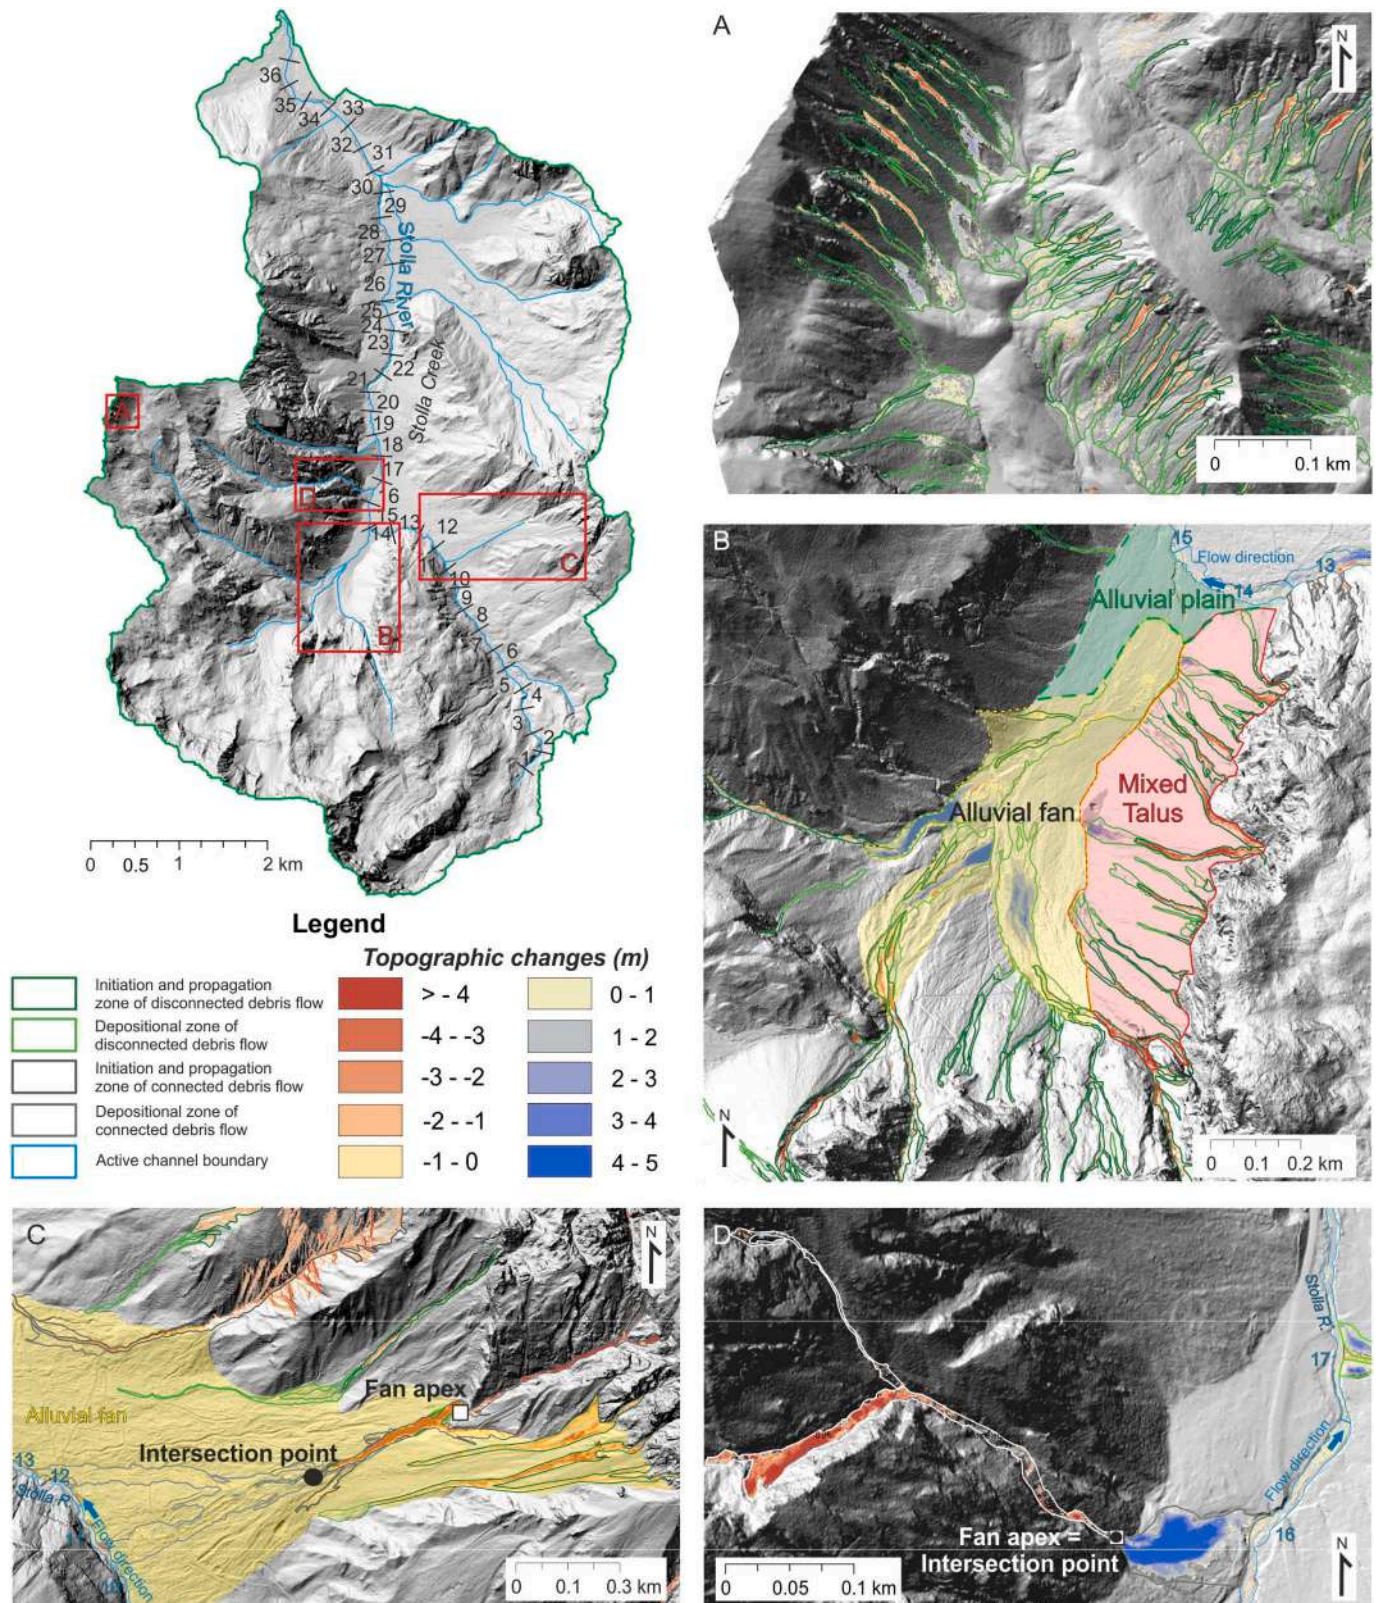 36
35
34
33
32
31
30
29
28
27
26
25
24
23
22
21
20
19
18
17
6
5
14
13
12
11
10
9
8
7
6
5
4
3
2
1
Stolla River
Stolla Creek
A
D
C
B
0 0.5 1 2 km
Legend
Topographic changes (m)
Initiation and propagation
zone of disconnected debris flow
Depositional zone of
disconnected debris flow
Initiation and propagation
zone of connected debris flow
Depositional zone of
connected debris flow
Active channel boundary
> - 4
-4 - -3
-3 - -2
-2 - -1
-1 - 0
0 - 1
1 - 2
2 - 3
3 - 4
4 - 5
A
N
0 0.1 km
B
15
Flow direction
13
14
Alluvial plain
Mixed
Talus
Alluvial fan
N
0 0.1 0.2 km
C
N
Fan apex
Alluvial fan
Intersection point
13
12
Stolla R.
11
Flow direction
10
0 0.1 0.3 km
D
Stolla R.
17
Flow direction
16
Fan apex =
Intersection point
N
0 0.05 0.1 km